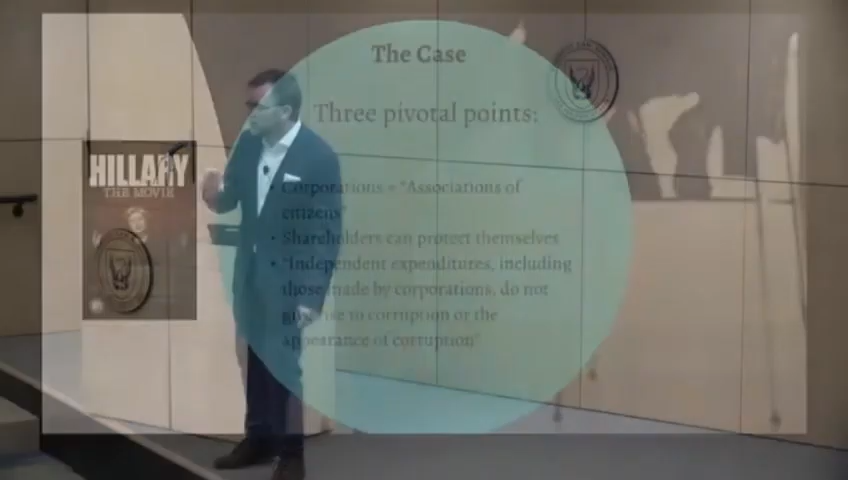 The Case
Three pivotal points:
HILLARY
THE MOVIE
• Corporations = "Associations of
citizens"
• Shareholders can protect themselves
• "Independent expenditures, including
those made by corporations, do not
give rise to corruption or the
appearance of corruption"